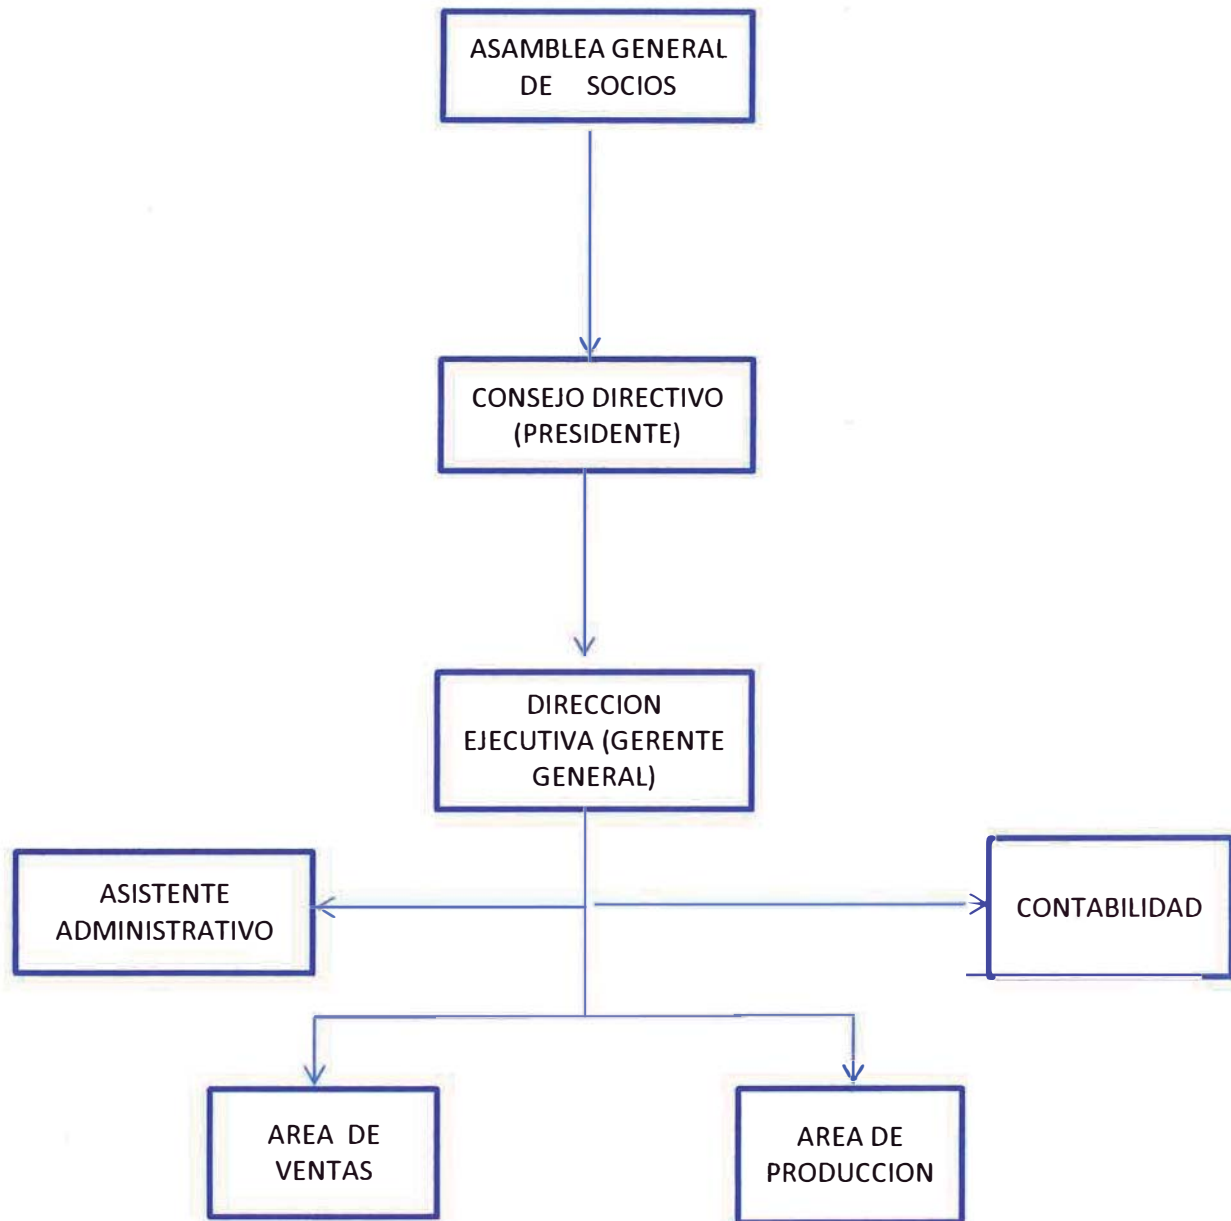 ASAMBLEA GENERAL
DE SOCIOS
CONSEJO DIRECTIVO
(PRESIDENTE)
DIRECCION
EJECUTIVA (GERENTE
GENERAL)
ASISTENTE
ADMINISTRATIVO
CONTABILIDAD
AREA DE
VENTAS
AREA DE
PRODUCCION